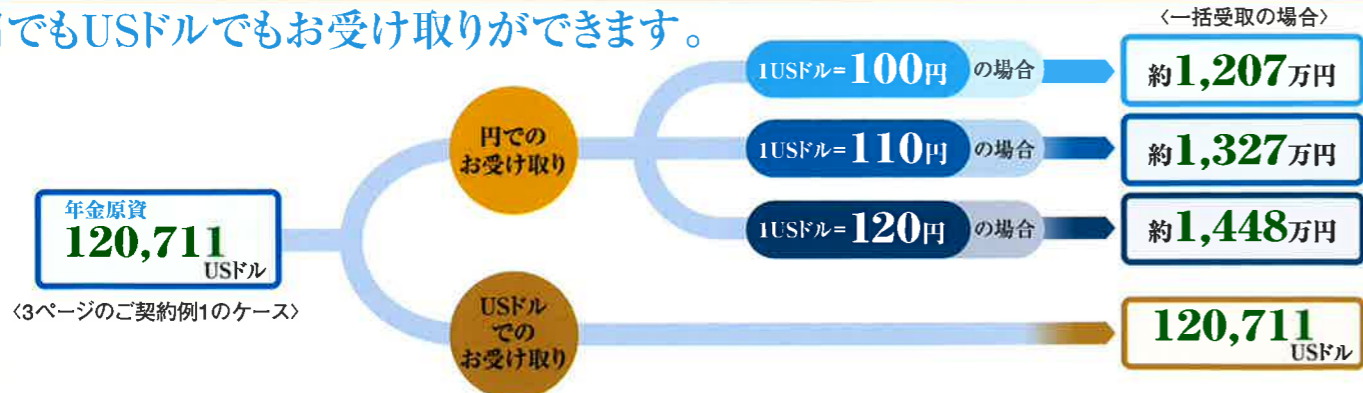 でもUSドルでもお受け取りができます。
〈一括受取の場合〉
1USドル=100円 の場合
約1,207万円
円での
お受け取り
1USドル=110円 の場合
約1,327万円
年金原資
120,711
USドル
1USドル=120円 の場合
約1,448万円
〈3ページのご契約例1のケース〉
USドル
での
お受け取り
120,711
USドル